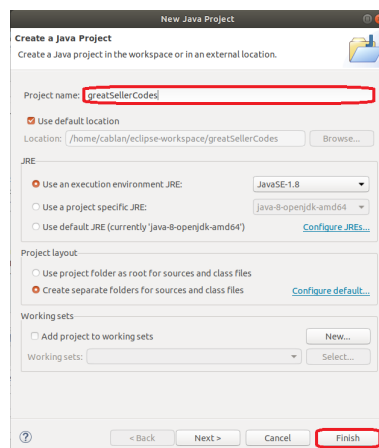 New Java Project
Create a Java Project
Create a Java project in the workspace or in an external location.
Project name: greatSellerCodes
Use default location
Location: /home/cablan/eclipse-workspace/greatSellerCodes Browse...
JRE
Use an execution environment JRE: JavaSE-1.8
Use a project specific JRE: java-8-openjdk-amd64
Use default JRE (currently 'java-8-openjdk-amd64') Configure JREs...
Project layout
Use project folder as root for sources and class files
Create separate folders for sources and class files Configure default...
Working sets
Add project to working sets New...
Working sets: Select...
? < Back Next > Cancel Finish